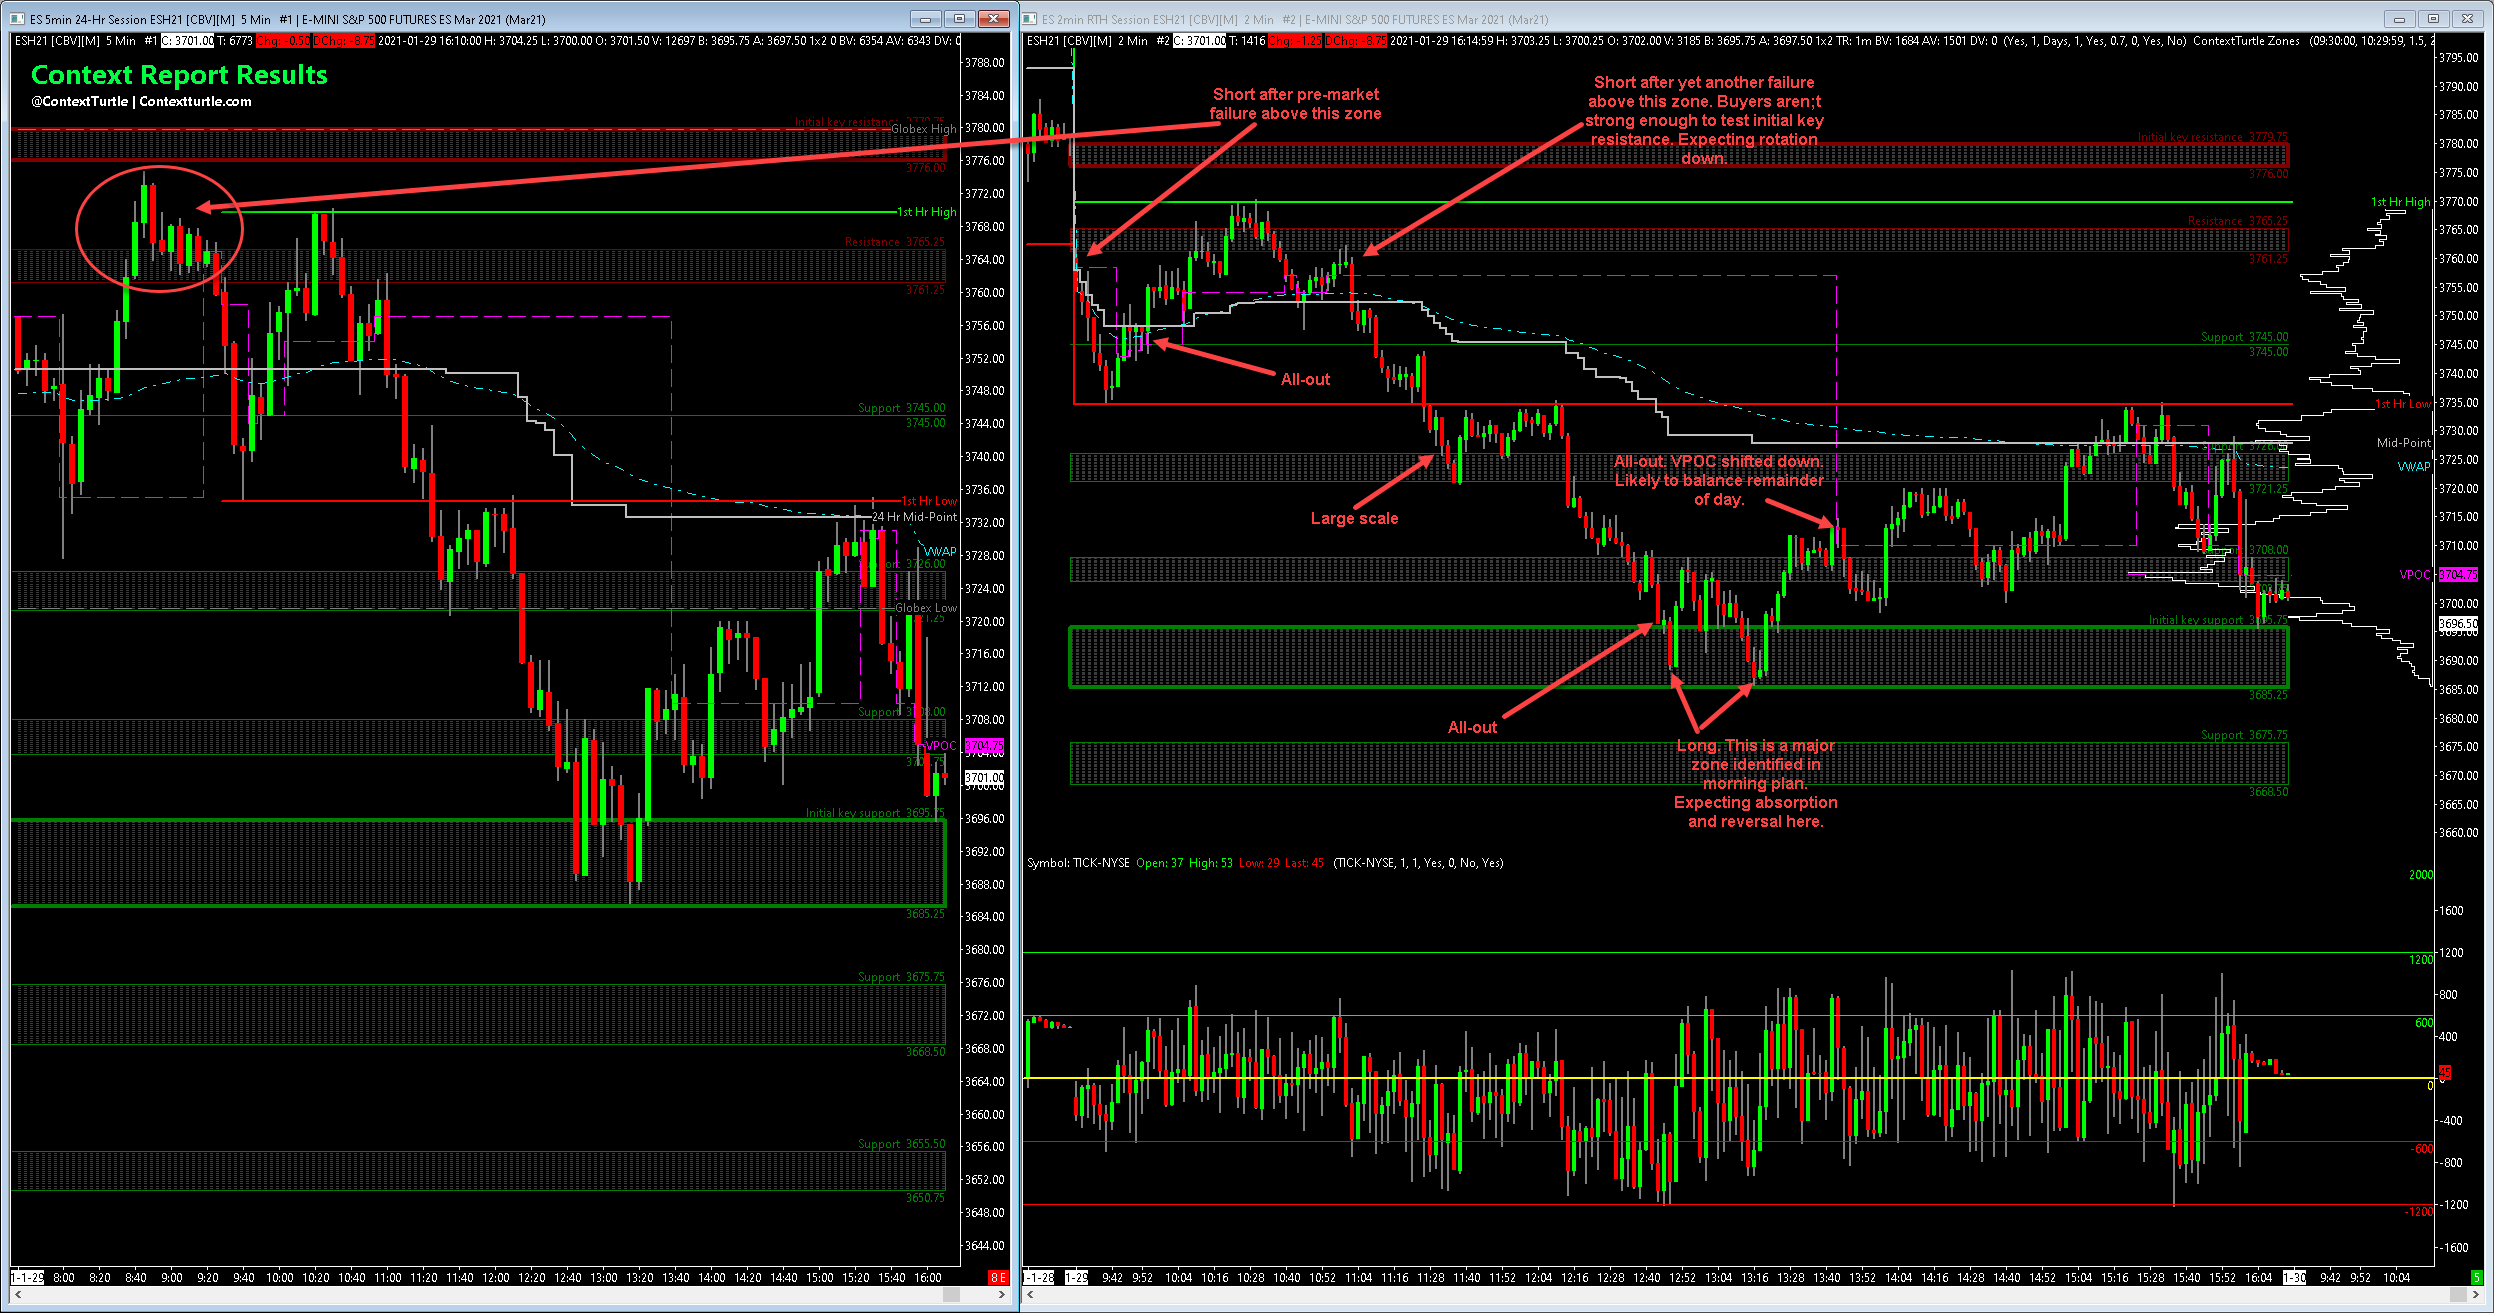 ES 5min 24-Hr Session ESH21 [CBV][M] 5 Min #1 | E-MINI S&P 500 FUTURES ES Mar 2021 (Mar21)
ESH21 [CBV][M] 5 Min #1 C: 3701.00 T: 6773 Chg: -0.50 DChg: -8.75 2021-01-29 16:10:00 H: 3704.25 L: 3700.00 O: 3701.50 V: 12697 B: 3695.75 A: 3697.50 1x2 0 BV: 6354 AV: 6343 DV: 0
Context Report Results
@ContextTurtle | Contextturtle.com
Initial key resistance 3779.75
Globex High
3776.00
1st Hr High
Resistance 3765.25
3761.25
Support 3745.00
3745.00
1st Hr Low
24 Hr Mid-Point
VWAP
3726.00
Globex Low
Support 3708.00
VPOC 3704.75
3701.00
Initial key support 3695.75
3685.25
Support 3675.75
3668.50
Support 3655.50
3650.75
3788.00
3784.00
3780.00
3776.00
3772.00
3768.00
3764.00
3760.00
3756.00
3752.00
3748.00
3744.00
3740.00
3736.00
3732.00
3728.00
3724.00
3720.00
3716.00
3712.00
3708.00
3704.00
3700.00
3696.00
3692.00
3688.00
3684.00
3680.00
3676.00
3672.00
3668.00
3664.00
3660.00
3656.00
3652.00
3648.00
3644.00
1-1-29 8:00 8:20 8:40 9:00 9:20 9:40 10:00 10:20 10:40 11:00 11:20 11:40 12:00 12:20 12:40 13:00 13:20 13:40 14:00 14:20 14:40 15:00 15:20 15:40 16:00 8 E
ES 2min RTH Session ESH21 [CBV][M] 2 Min #2 | E-MINI S&P 500 FUTURES ES Mar 2021 (Mar21)
ESH21 [CBV][M] 2 Min #2 C: 3701.00 T: 1416 Chg: -1.25 DChg: -8.75 2021-01-29 16:14:59 H: 3703.25 L: 3700.25 O: 3702.00 V: 3185 B: 3695.75 A: 3697.50 1x2 TR: 1m BV: 1684 AV: 1501 DV: 0 (Yes, 1, Days, 1, Yes, 0.7, 0, Yes, No) ContextTurtle Zones (09:30:00, 10:29:59, 1.5, 2
Short after pre-market
failure above this zone
Short after yet another failure
above this zone. Buyers aren;t
strong enough to test initial key
resistance. Expecting rotation
down.
Initial key resistance 3779.75
3776.00
1st Hr High
Resistance 3765.25
3761.25
Support 3745.00
3745.00
All-out
1st Hr Low
Mid-Point
VWAP
3721.25
All-out. VPOC shifted down.
Likely to balance remainder
of day.
Large scale
3708.00
VPOC 3704.75
Initial key support 3695.75
3696.50
3685.25
All-out
Long. This is a major
zone identified in
morning plan.
Expecting absorption
and reversal here.
Support 3675.75
3668.50
3795.00
3790.00
3785.00
3780.00
3775.00
3770.00
3765.00
3760.00
3755.00
3750.00
3745.00
3740.00
3735.00
3730.00
3725.00
3720.00
3715.00
3710.00
3700.00
3695.00
3690.00
3685.00
3680.00
3675.00
3670.00
3665.00
3660.00
Symbol: TICK-NYSE Open: 37 High: 53 Low: 29 Last: 45 (TICK-NYSE, 1, 1, Yes, 0, No, Yes)
2000
1600
1200
1200
800
600
400
45
0
0
-400
-600
-800
-1200
-1200
-1600
-1-28 1-29 9:42 9:52 10:04 10:16 10:28 10:40 10:52 11:04 11:16 11:28 11:40 11:52 12:04 12:16 12:28 12:40 12:52 13:04 13:16 13:28 13:40 13:52 14:04 14:16 14:28 14:40 14:52 15:04 15:16 15:28 15:40 15:52 16:04 1-30 9:42 9:52 10:04 5